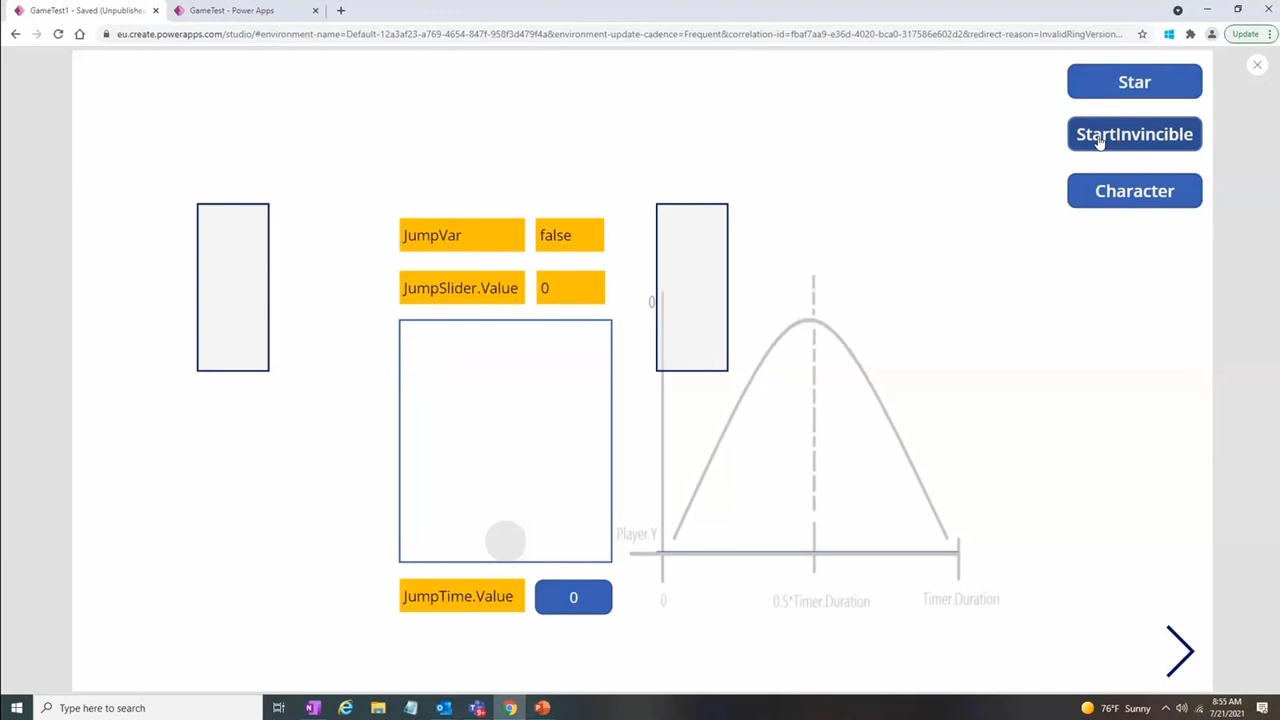 GameTest1 - Saved (Unpublishe
GameTest - Power Apps
eu.create.powerapps.com/studio/#environment-name=Default-12a3af23-a769-4654-847f-958f3d479f4a&environment-update-cadence=Frequent&correlation-id=fbaf7aa9-e36d-4020-bca0-317586e602d2&redirect-reason=InvalidRingVersion...
Update
Star
StartInvincible
Character
JumpVar
false
JumpSlider.Value
0
0
Player.Y
JumpTime.Value
0
0
0.5*Timer.Duration
Timer.Duration
Type here to search
76°F Sunny
8:55 AM
7/21/2021